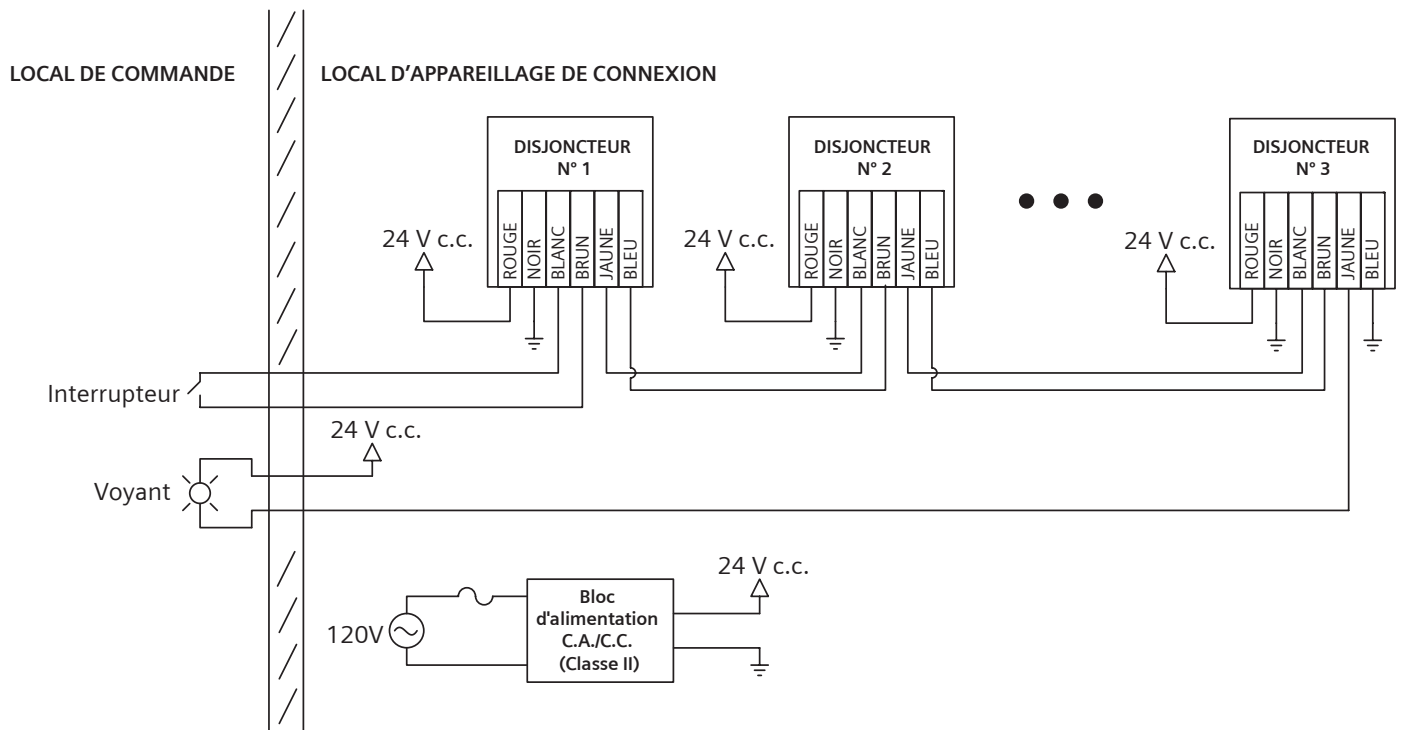 LOCAL DE COMMANDE
LOCAL D’APPAREILLAGE DE CONNEXION
DISJONCTEUR
N° 1
ROUGE
NOIR
BLANC
BRUN
JAUNE
BLEU
24 V c.c.
DISJONCTEUR
N° 2
ROUGE
NOIR
BLANC
BRUN
JAUNE
BLEU
24 V c.c.
DISJONCTEUR
N° 3
ROUGE
NOIR
BLANC
BRUN
JAUNE
BLEU
24 V c.c.
Interrupteur
24 V c.c.
Voyant
24 V c.c.
120V
Bloc
d'alimentation
C.A./C.C.
(Classe II)